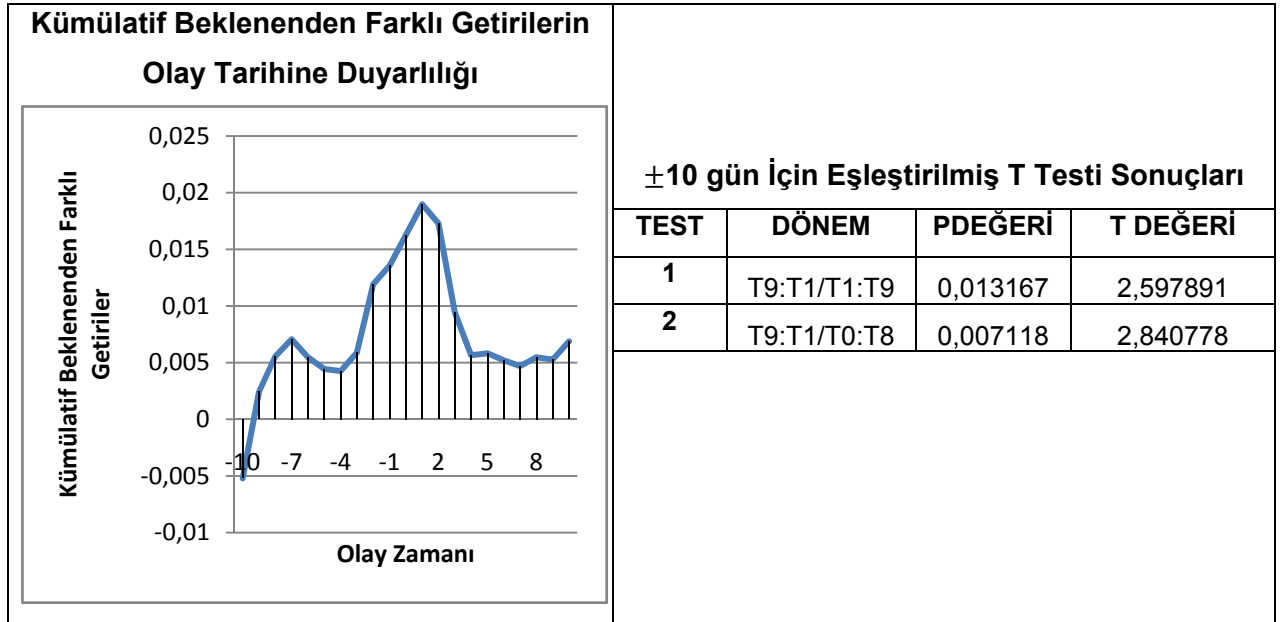 Kümülatif Beklenenden Farklı Getirilerin
Olay Tarihine Duyarlılığı
Kümülatif Beklenenden Farklı
Getiriler
0,025
0,02
0,015
0,01
0,005
0
-0,005
-0,01
-10 -7 -4 -1 2 5 8
Olay Zamanı
±10 gün İçin Eşleştirilmiş T Testi Sonuçları
TEST DÖNEM PDEĞERİ T DEĞERİ
1 T9:T1/T1:T9 0,013167 2,597891
2 T9:T1/T0:T8 0,007118 2,840778